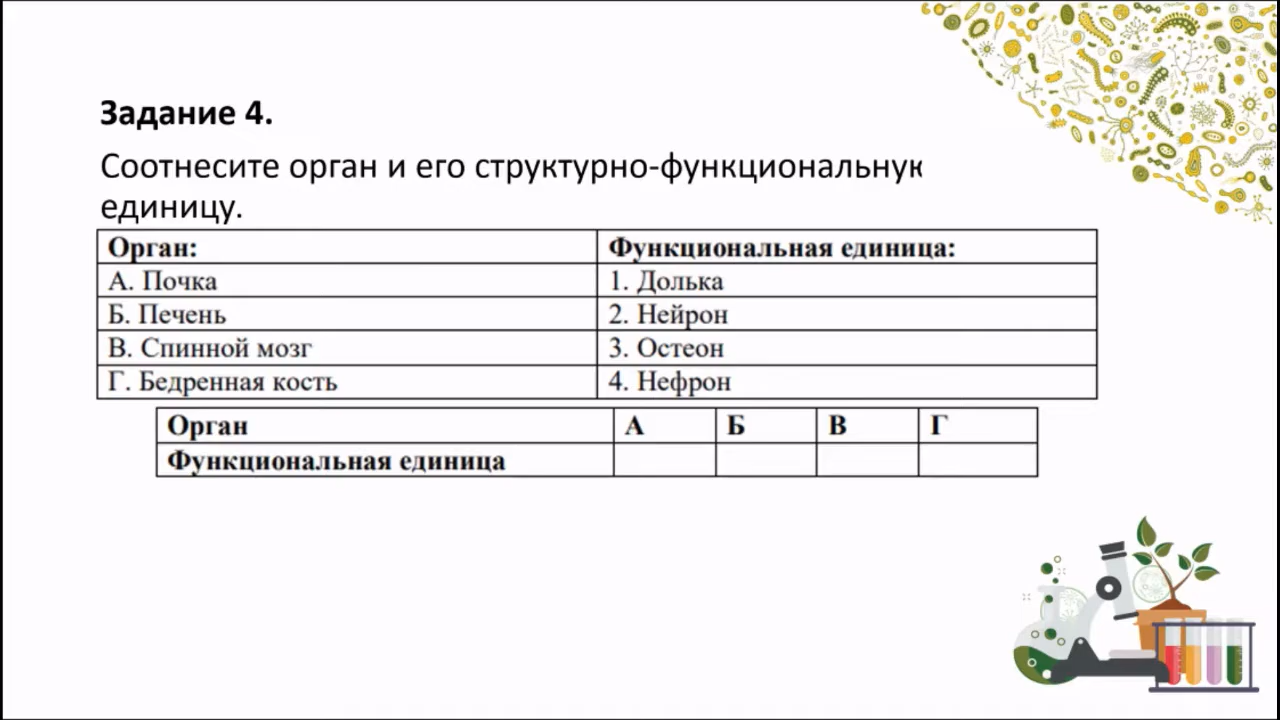 Задание 4.
Соотнесите орган и его структурно-функциональную
единицу.
Орган: Функциональная единица:
А. Почка 1. Долька
Б. Печень 2. Нейрон
В. Спинной мозг 3. Остеон
Г. Бедренная кость 4. Нефрон
Орган А Б В Г
Функциональная единица